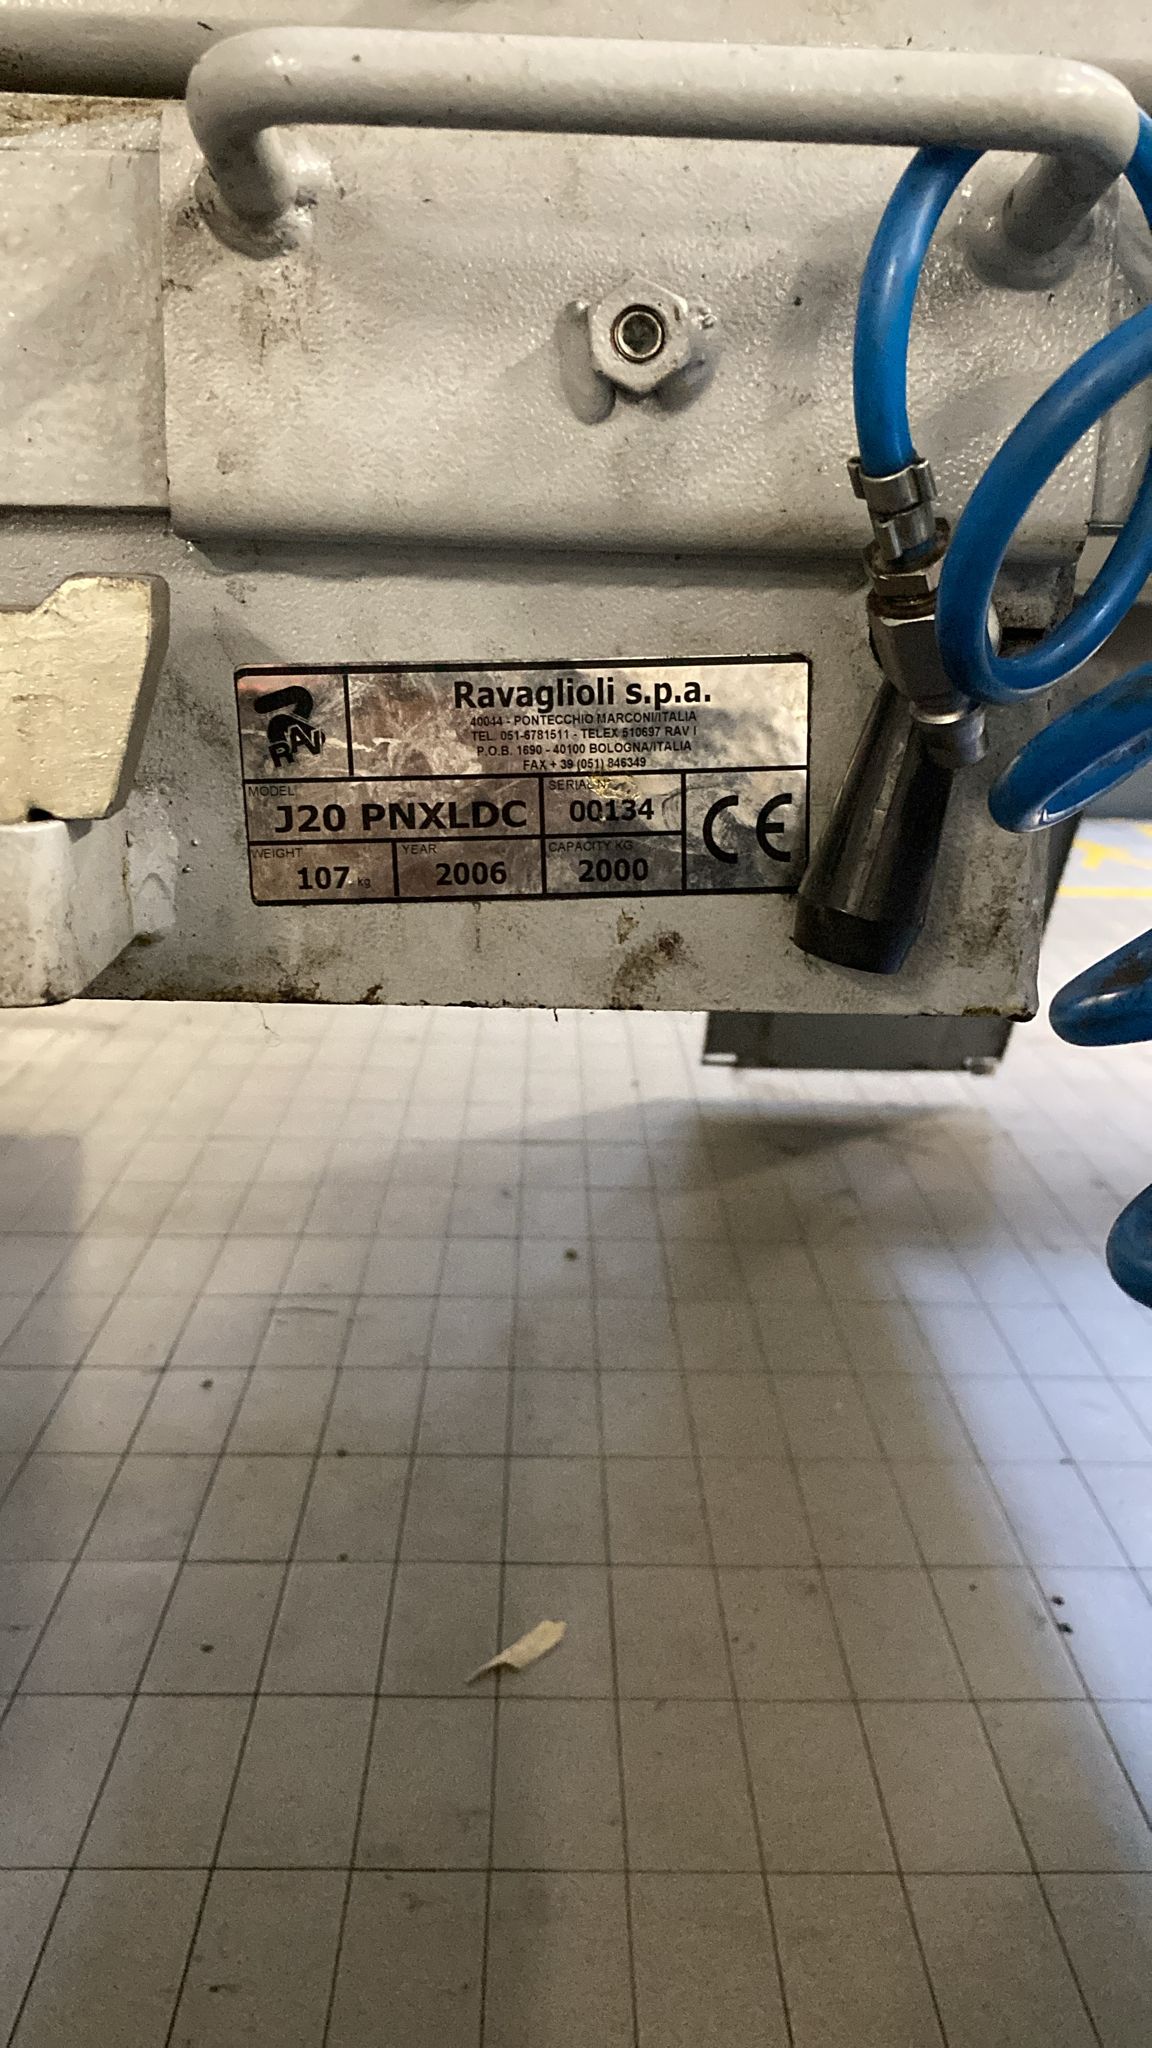 RAV
Ravaglioli s.p.a.
40044 - PONTECCHIO MARCONI/ITALIA
TEL. 051-6781511 - TELEX 510697 RAV I
P.O.B. 1690 - 40100 BOLOGNA/ITALIA
FAX + 39 (051) 846349
MODEL
J20 PNXLDC
SERIAL N.
00134
CE
WEIGHT
107 kg
YEAR
2006
CAPACITY KG
2000